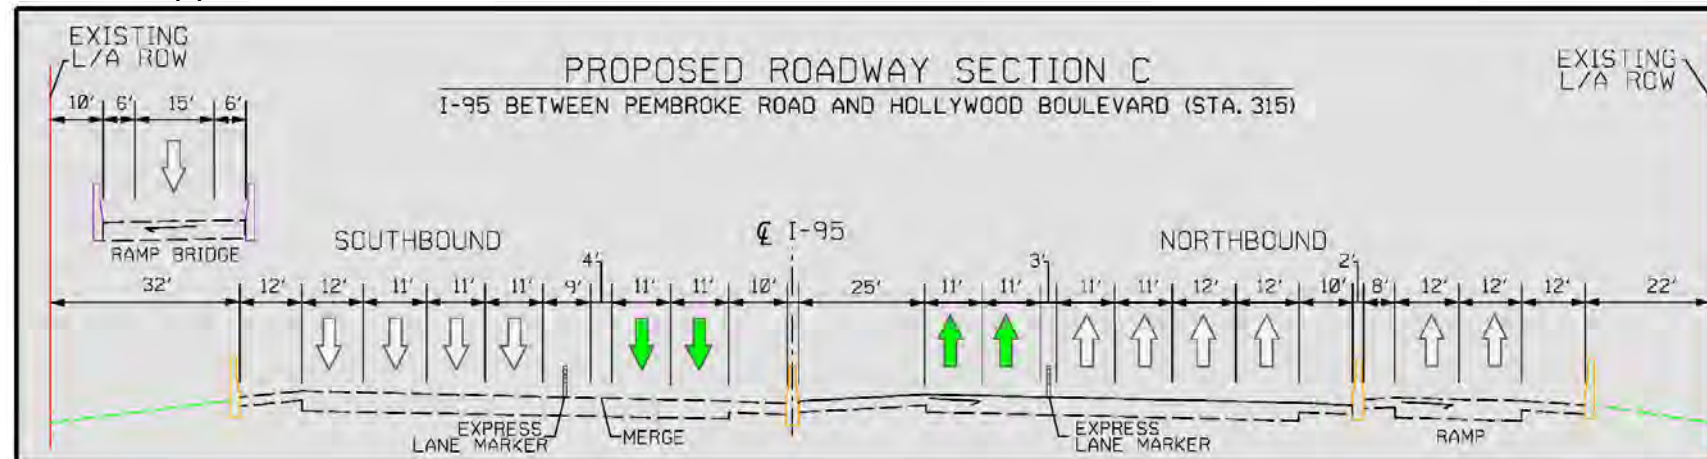 EXISTING
L/A ROW
PROPOSED ROADWAY SECTION C
I-95 BETWEEN PEMBROKE ROAD AND HOLLYWOOD BOULEVARD (STA. 315)
EXISTING
L/A ROW
10' 6' 15' 6'
RAMP BRIDGE
SOUTHBOUND
℄ I-95
NORTHBOUND
4' 3' 2'
32' 12' 12' 11' 11' 11' 9' 11' 11' 10' 25' 11' 11' 11' 11' 12' 12' 10' 8' 12' 12' 12' 22'
EXPRESS
LANE MARKER
MERGE
EXPRESS
LANE MARKER
RAMP